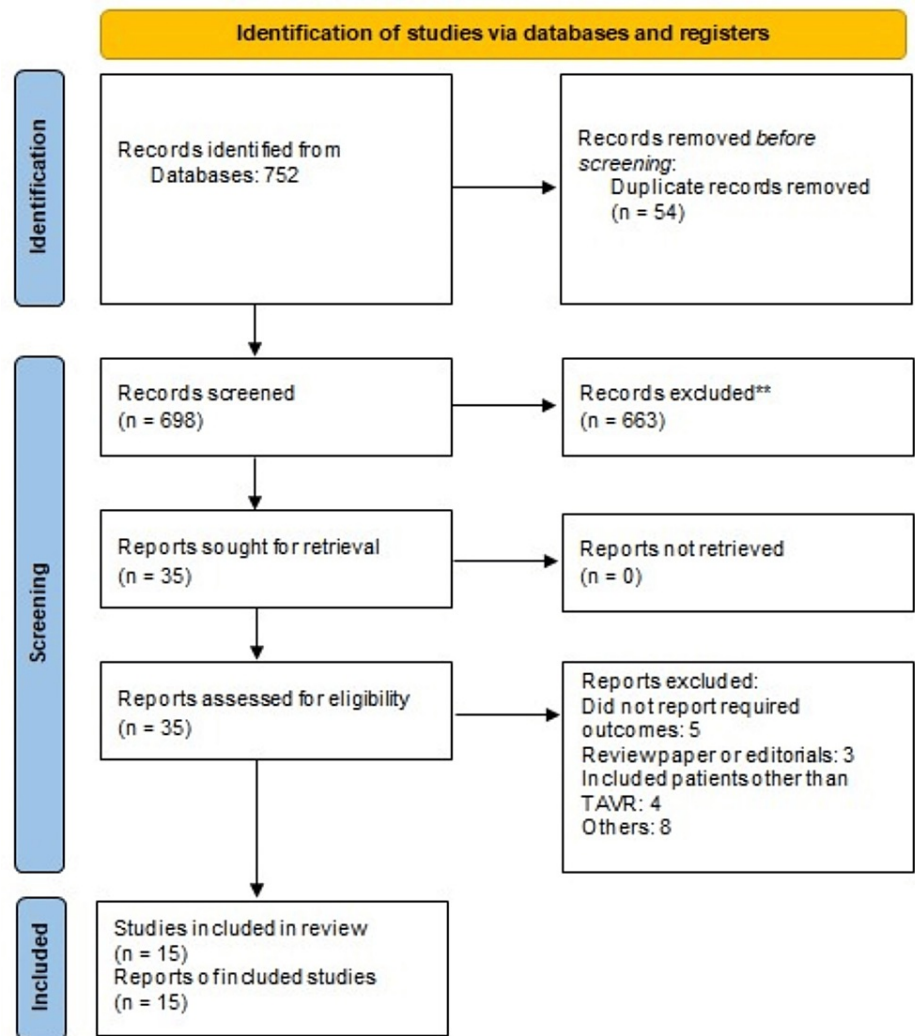 Identification of studies via databases and registers
Identification
Records identified from
Databases: 752
Records removed before
screening:
Duplicate records removed
(n = 54)
Screening
Records screened
(n = 698)
Records excluded**
(n = 663)
Reports sought for retrieval
(n = 35)
Reports not retrieved
(n = 0)
Reports assessed for eligibility
(n = 35)
Reports excluded:
Did not report required
outcomes: 5
Review paper or editorials: 3
Included patients other than
TAVR: 4
Others: 8
Included
Studies included in review
(n = 15)
Reports of included studies
(n = 15)